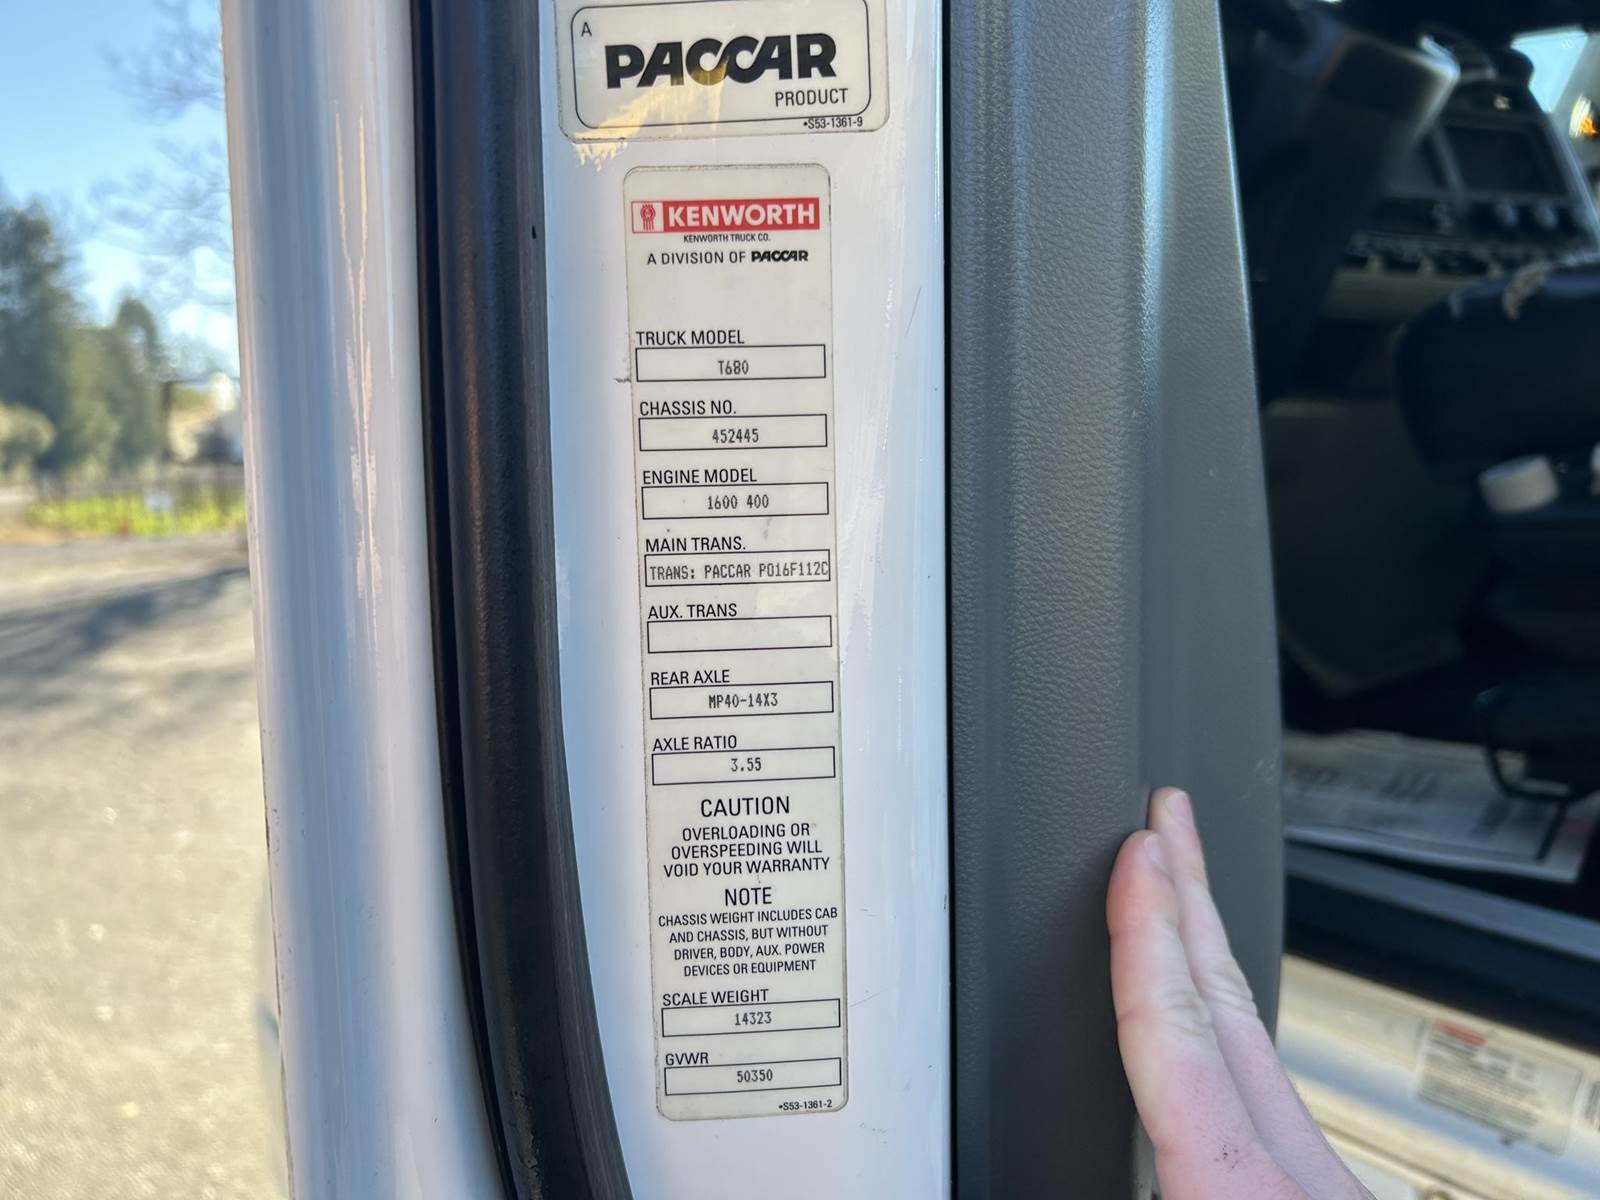 A
PACCAR
PRODUCT
•S53-1361-9
KENWORTH
KENWORTH TRUCK CO.
A DIVISION OF PACCAR
TRUCK MODEL
T680
CHASSIS NO.
452445
ENGINE MODEL
1600 400
MAIN TRANS.
TRANS: PACCAR PO16F112C
AUX. TRANS
REAR AXLE
MP40-14X3
AXLE RATIO
3.55
CAUTION
OVERLOADING OR
OVERSPEEDING WILL
VOID YOUR WARRANTY
NOTE
CHASSIS WEIGHT INCLUDES CAB
AND CHASSIS, BUT WITHOUT
DRIVER, BODY, AUX. POWER
DEVICES OR EQUIPMENT
SCALE WEIGHT
14323
GVWR
50350
•S53-1361-2